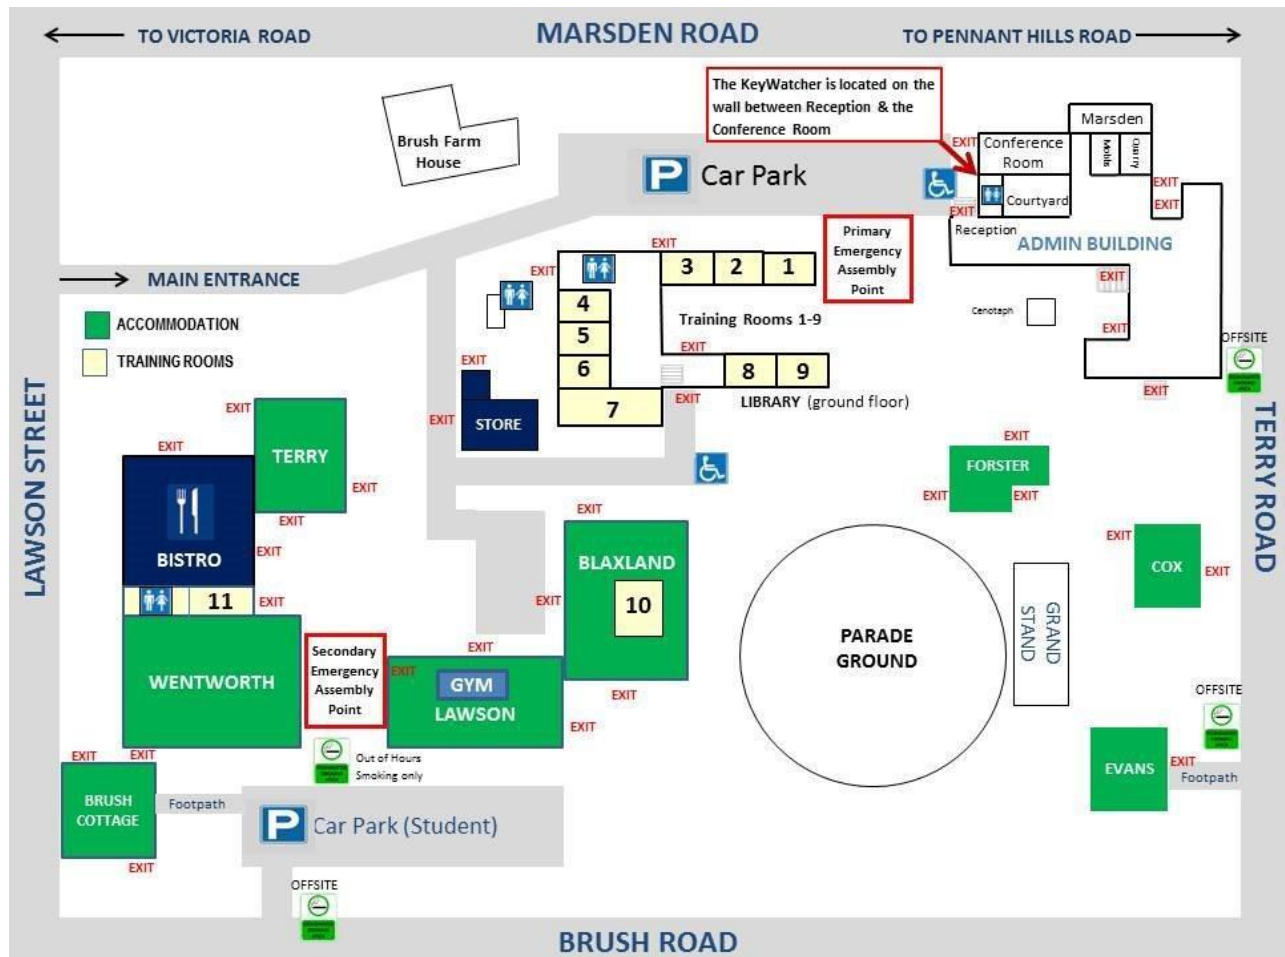 MARSDEN ROAD
TO VICTORIA ROAD
TO PENNANT HILLS ROAD
The KeyWatcher is located on the
wall between Reception & the
Conference Room
Brush Farm
House
P
Car Park
EXIT
Conference
Room
Marsden
Mobbs
Quarry
EXIT
EXIT
Courtyard
EXIT
Reception
ADMIN BUILDING
EXIT
Cenotaph
EXIT
EXIT
OFFSITE
Primary
Emergency
Assembly
Point
MAIN ENTRANCE
ACCOMMODATION
TRAINING ROOMS
EXIT
EXIT
3
2
1
4
5
6
7
Training Rooms 1-9
EXIT
8
9
EXIT
LIBRARY (ground floor)
EXIT
EXIT
STORE
LAWSON STREET
TERRY ROAD
EXIT
TERRY
EXIT
EXIT
EXIT
BISTRO
EXIT
11
EXIT
WENTWORTH
Secondary
Emergency
Assembly
Point
EXIT
EXIT
GYM
LAWSON
EXIT
EXIT
BLAXLAND
10
EXIT
EXIT
PARADE
GROUND
GRAND
STAND
EXIT
FORSTER
EXIT
EXIT
EXIT
COX
EXIT
OFFSITE
EVANS
EXIT
Footpath
EXIT
EXIT
BRUSH
COTTAGE
EXIT
Footpath
Out of Hours
Smoking only
P
Car Park (Student)
OFFSITE
BRUSH ROAD